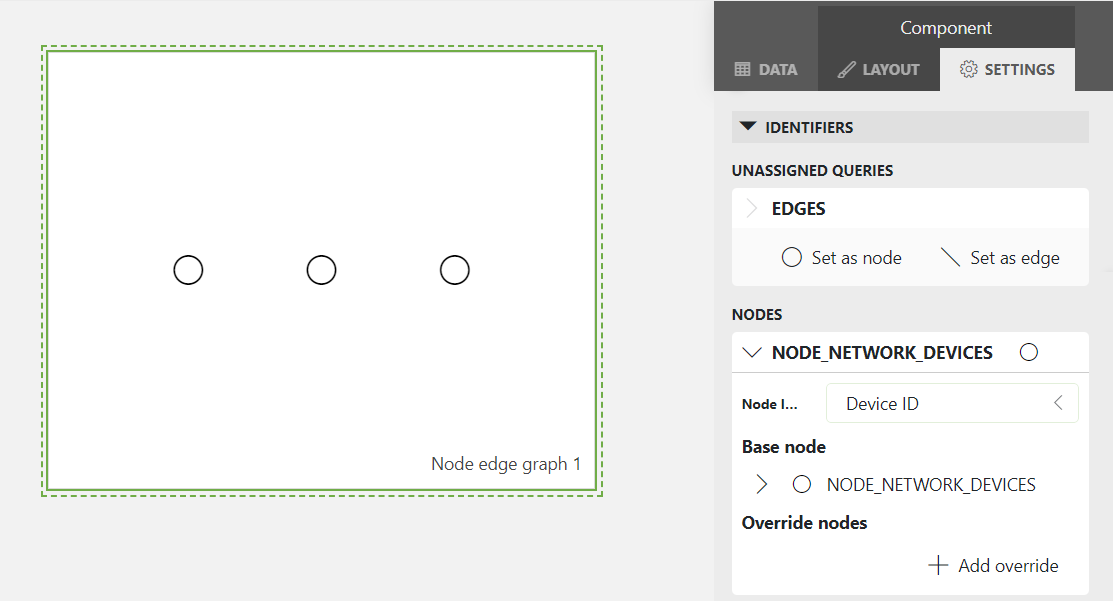 Component
DATA
LAYOUT
SETTINGS
IDENTIFIERS
UNASSIGNED QUERIES
EDGES
Set as node
Set as edge
NODES
NODE_NETWORK_DEVICES
Node I...
Device ID
Base node
NODE_NETWORK_DEVICES
Override nodes
Add override
Node edge graph 1